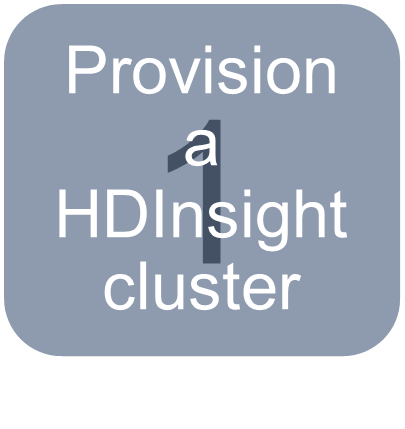 1
Provision
a
HDInsight
cluster